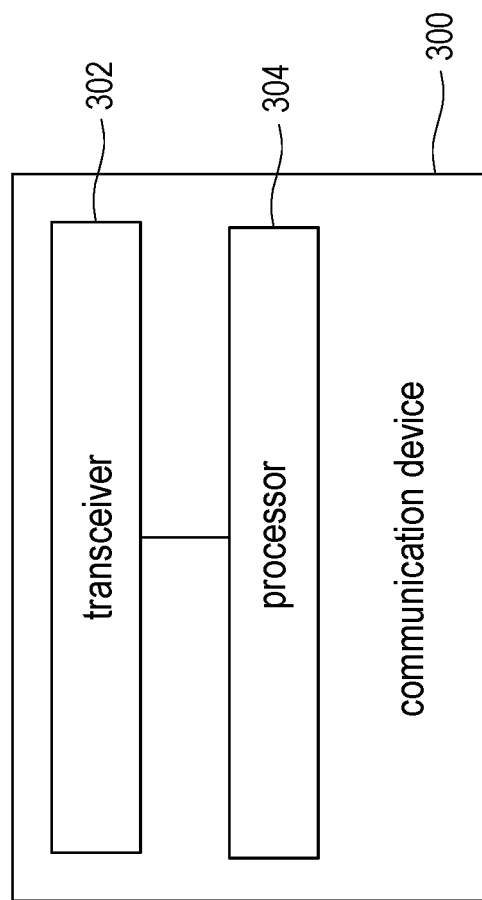 transceiver
302
processor
304
communication device
300